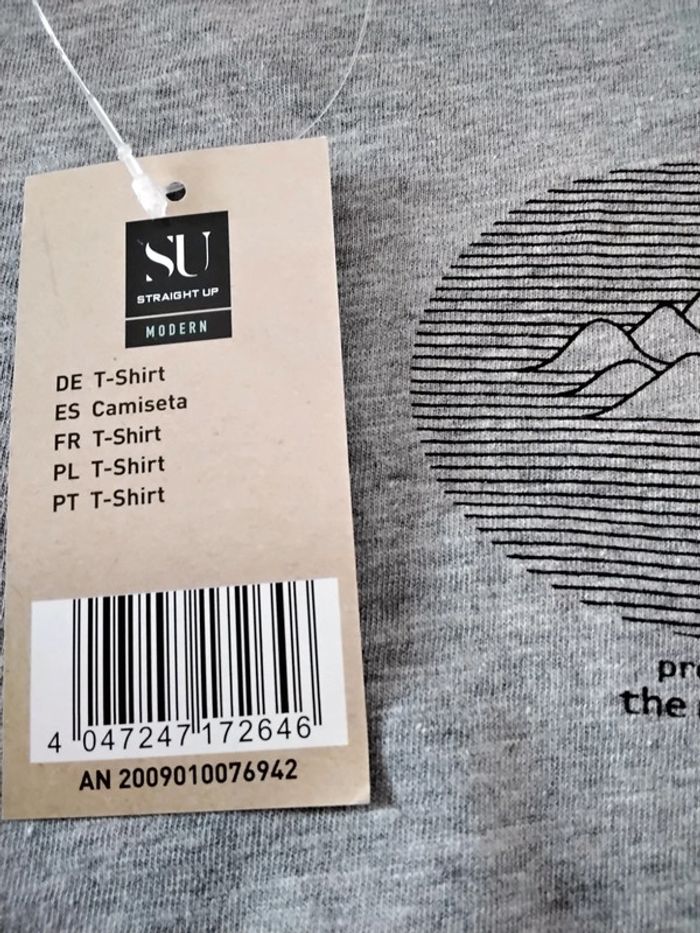 SU
STRAIGHT UP
MODERN
DE T-Shirt
ES Camiseta
FR T-Shirt
PL T-Shirt
PT T-Shirt
4 047247 172646
AN 2009010076942
the